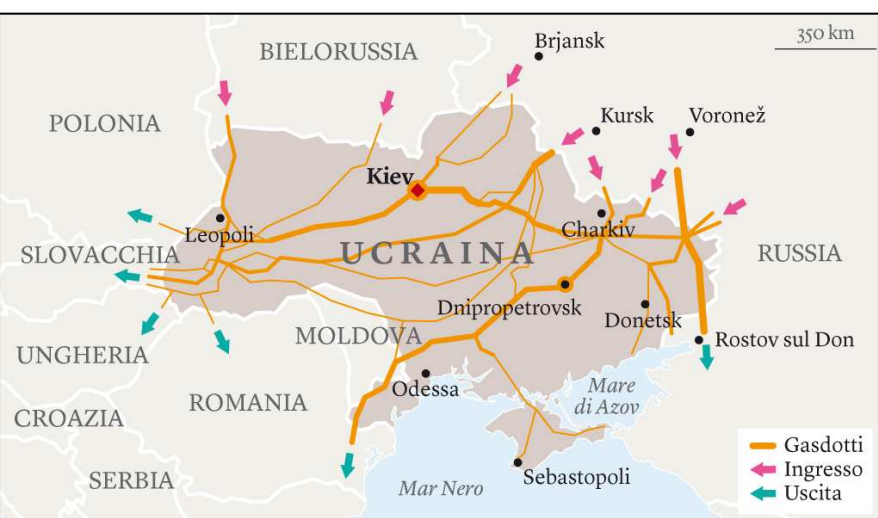 350 km
Brjansk
BIELORUSSIA
Kursk
Voronež
POLONIA
Kiev
Leopoli
Charkiv
SLOVACCHIA
UCRAINA
RUSSIA
Dnipropetrovsk
Donetsk
MOLDOVA
Rostov sul Don
UNGHERIA
Odessa
Mare
di Azov
ROMANIA
CROAZIA
Gasdotti
Ingresso
Uscita
SERBIA
Sebastopoli
Mar Nero